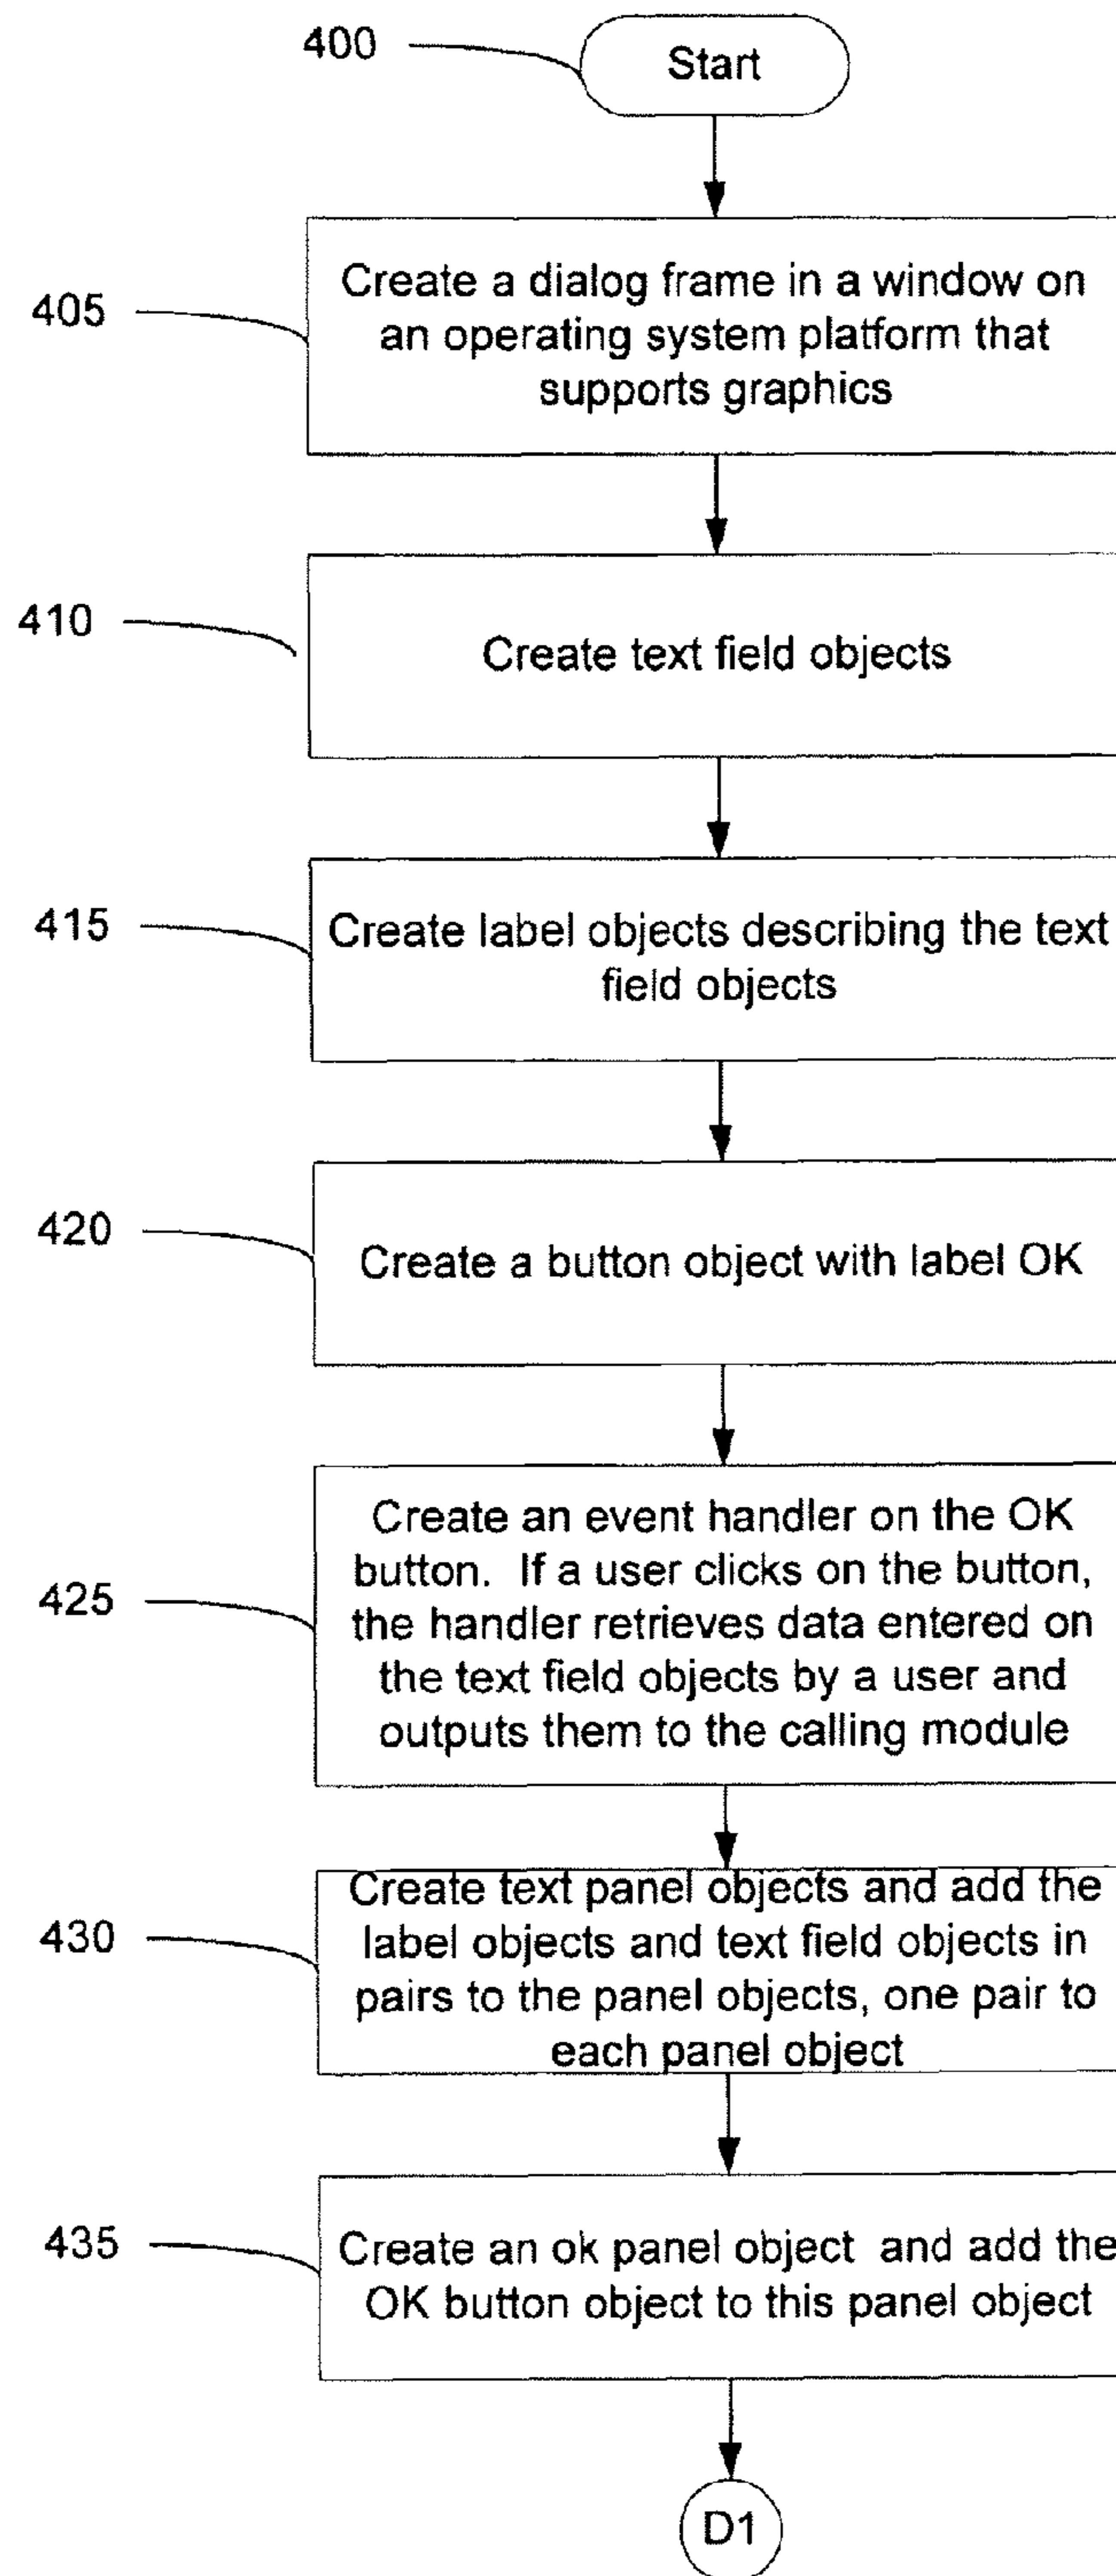 400
Start
405
Create a dialog frame in a window on
an operating system platform that
supports graphics
410
Create text field objects
415
Create label objects describing the text
field objects
420
Create a button object with label OK
425
Create an event handler on the OK
button. If a user clicks on the button,
the handler retrieves data entered on
the text field objects by a user and
outputs them to the calling module
430
Create text panel objects and add the
label objects and text field objects in
pairs to the panel objects, one pair to
each panel object
435
Create an ok panel object and add the
OK button object to this panel object
D1